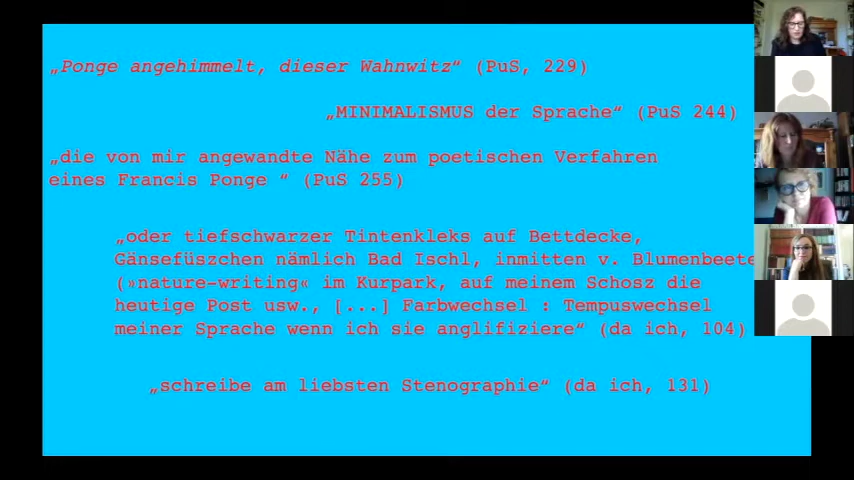 „Ponge angehimmelt, dieser Wahnwitz“ (PuS, 229)
„MINIMALISMUS der Sprache“ (PuS 244)
„die von mir angewandte Nähe zum poetischen Verfahren
eines Francis Ponge “ (PuS 255)
„oder tiefschwarzer Tintenkleks auf Bettdecke,
Gänsefüszchen nämlich Bad Ischl, inmitten v. Blumenbeete
(»nature-writing« im Kurpark, auf meinem Schosz die
heutige Post usw., [...] Farbwechsel : Tempuswechsel
meiner Sprache wenn ich sie anglifiziere“ (da ich, 104)
„schreibe am liebsten Stenographie“ (da ich, 131)